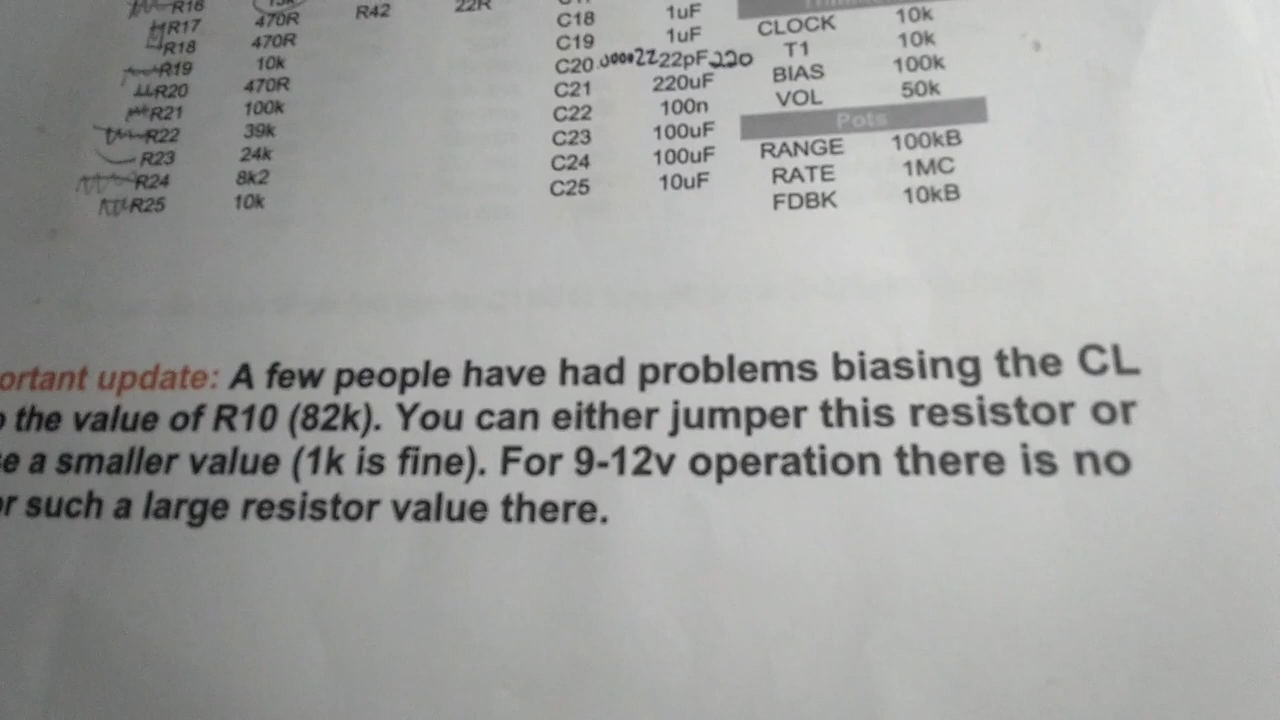 R16
R17 470R R42 22R C18 1uF CLOCK 10k
R18 470R C19 1uF T1 10k
R19 10k C20 .000022 22pF 220 BIAS 100k
R20 470R C21 220uF VOL 50k
R21 100k C22 100n Pots
R22 39k C23 100uF RANGE 100kB
R23 24k C24 100uF RATE 1MC
R24 8k2 C25 10uF FDBK 10kB
R25 10k
ortant update: A few people have had problems biasing the CL
the value of R10 (82k). You can either jumper this resistor or
e a smaller value (1k is fine). For 9-12v operation there is no
r such a large resistor value there.